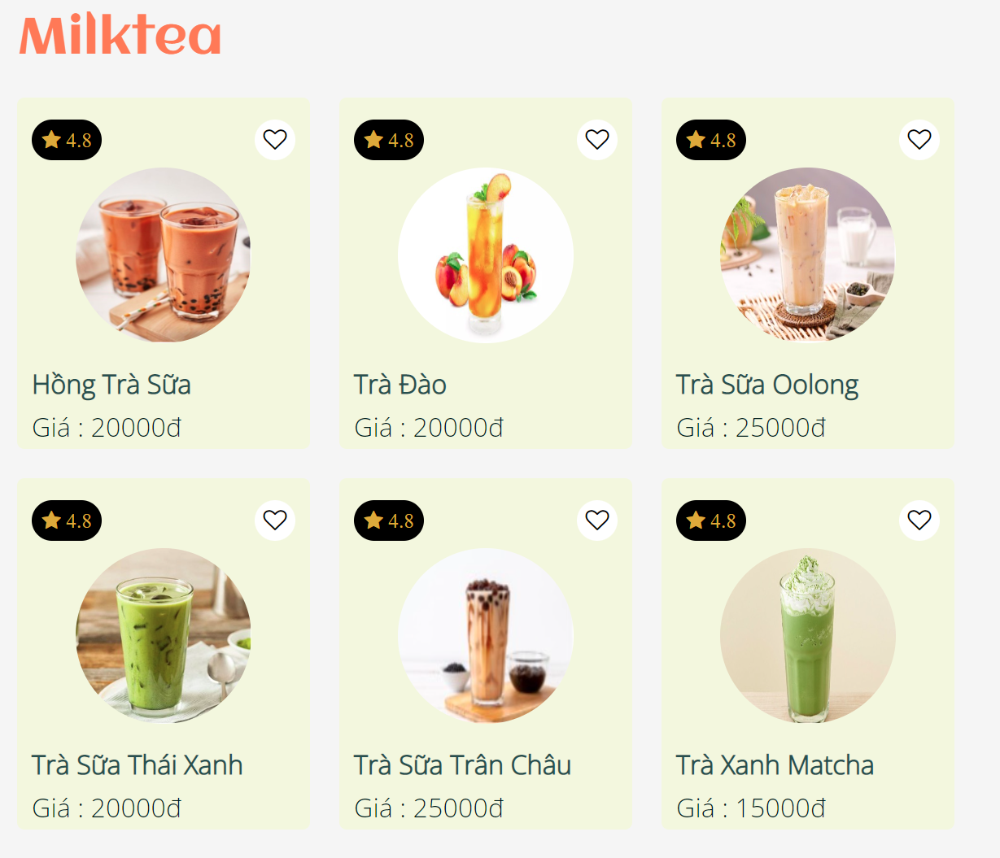 Milktea
4.8
4.8
4.8
Hồng Trà Sữa
Trà Đào
Trà Sữa Oolong
Giá : 20000đ
Giá : 20000đ
Giá : 25000đ
4.8
4.8
4.8
Trà Sữa Thái Xanh
Trà Sữa Trân Châu
Trà Xanh Matcha
Giá : 20000đ
Giá : 25000đ
Giá : 15000đ